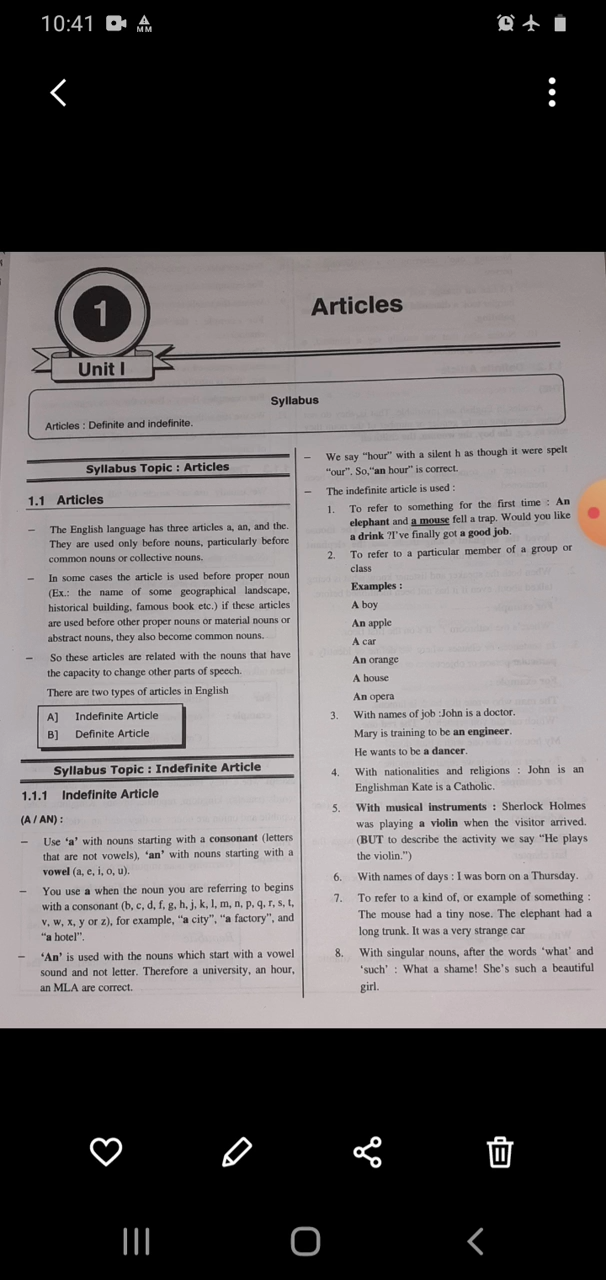 10:41
MM
1
Unit I
Articles
Syllabus
Articles : Definite and indefinite.
Syllabus Topic : Articles
1.1 Articles
– The English language has three articles a, an, and the.
They are used only before nouns, particularly before
common nouns or collective nouns.
– In some cases the article is used before proper noun
(Ex.: the name of some geographical landscape,
historical building, famous book etc.) if these articles
are used before other proper nouns or material nouns or
abstract nouns, they also become common nouns.
– So these articles are related with the nouns that have
the capacity to change other parts of speech.
There are two types of articles in English
A] Indefinite Article
B] Definite Article
Syllabus Topic : Indefinite Article
1.1.1 Indefinite Article
(A / AN) :
– Use ‘a’ with nouns starting with a consonant (letters
that are not vowels), ‘an’ with nouns starting with a
vowel (a, e, i, o, u).
– You use a when the noun you are referring to begins
with a consonant (b, c, d, f, g, h, j, k, l, m, n, p, q, r, s, t,
v, w, x, y or z), for example, “a city”, “a factory”, and
“a hotel”.
– ‘An’ is used with the nouns which start with a vowel
sound and not letter. Therefore a university, an hour,
an MLA are correct.
– We say “hour” with a silent h as though it were spelt
“our”. So,“an hour” is correct.
– The indefinite article is used :
1. To refer to something for the first time : An
elephant and a mouse fell a trap. Would you like
a drink ?I’ve finally got a good job.
2. To refer to a particular member of a group or
class
Examples :
A boy
An apple
A car
An orange
A house
An opera
3. With names of job :John is a doctor.
Mary is training to be an engineer.
He wants to be a dancer.
4. With nationalities and religions : John is an
Englishman Kate is a Catholic.
5. With musical instruments : Sherlock Holmes
was playing a violin when the visitor arrived.
(BUT to describe the activity we say “He plays
the violin.”)
6. With names of days : I was born on a Thursday.
7. To refer to a kind of, or example of something :
The mouse had a tiny nose. The elephant had a
long trunk. It was a very strange car
8. With singular nouns, after the words ‘what’ and
‘such’ : What a shame! She’s such a beautiful
girl.